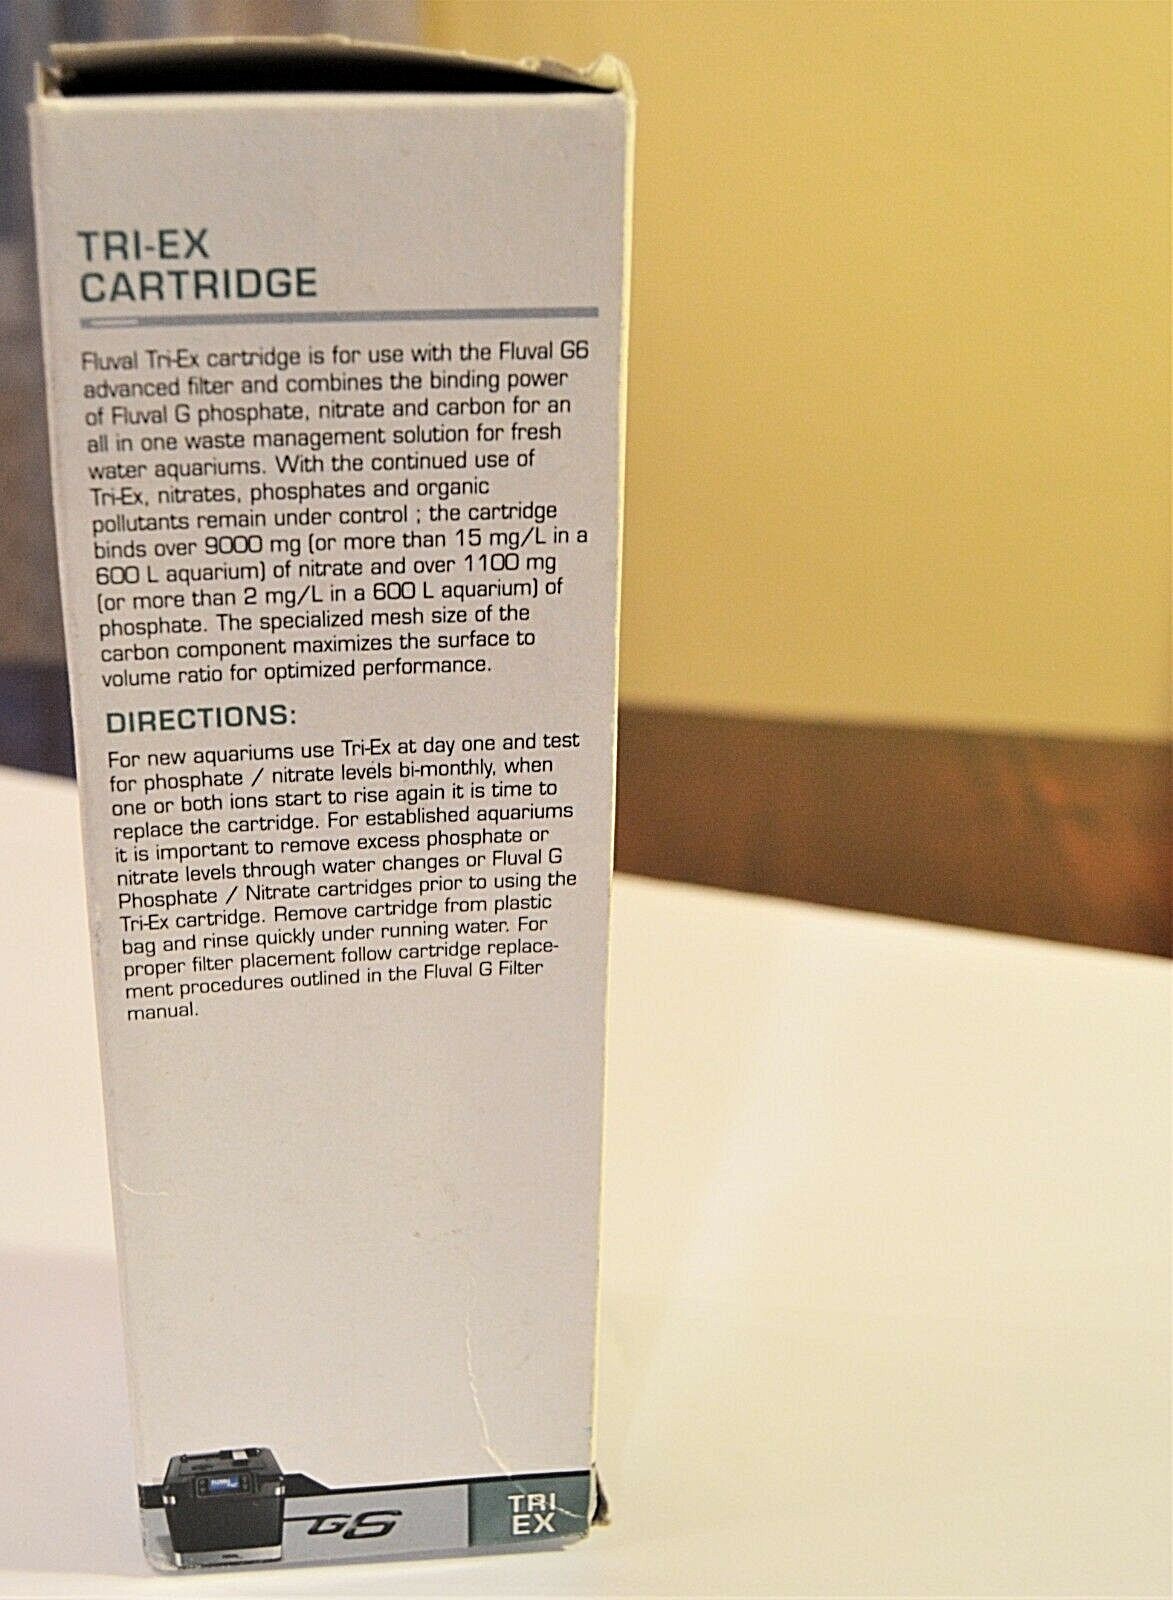 TRI-EX
CARTRIDGE
Fluval Tri-Ex cartridge is for use with the Fluval G6
advanced filter and combines the binding power
of Fluval G phosphate, nitrate and carbon for an
all in one waste management solution for fresh
water aquariums. With the continued use of
Tri-Ex, nitrates, phosphates and organic
pollutants remain under control ; the cartridge
binds over 9000 mg (or more than 15 mg/L in a
600 L aquarium) of nitrate and over 1100 mg
(or more than 2 mg/L in a 600 L aquarium) of
phosphate. The specialized mesh size of the
carbon component maximizes the surface to
volume ratio for optimized performance.
DIRECTIONS:
For new aquariums use Tri-Ex at day one and test
for phosphate / nitrate levels bi-monthly, when
one or both ions start to rise again it is time to
replace the cartridge. For established aquariums
it is important to remove excess phosphate or
nitrate levels through water changes or Fluval G
Phosphate / Nitrate cartridges prior to using the
Tri-Ex cartridge. Remove cartridge from plastic
bag and rinse quickly under running water. For
proper filter placement follow cartridge replace-
ment procedures outlined in the Fluval G Filter
manual.
G6
TRI
EX